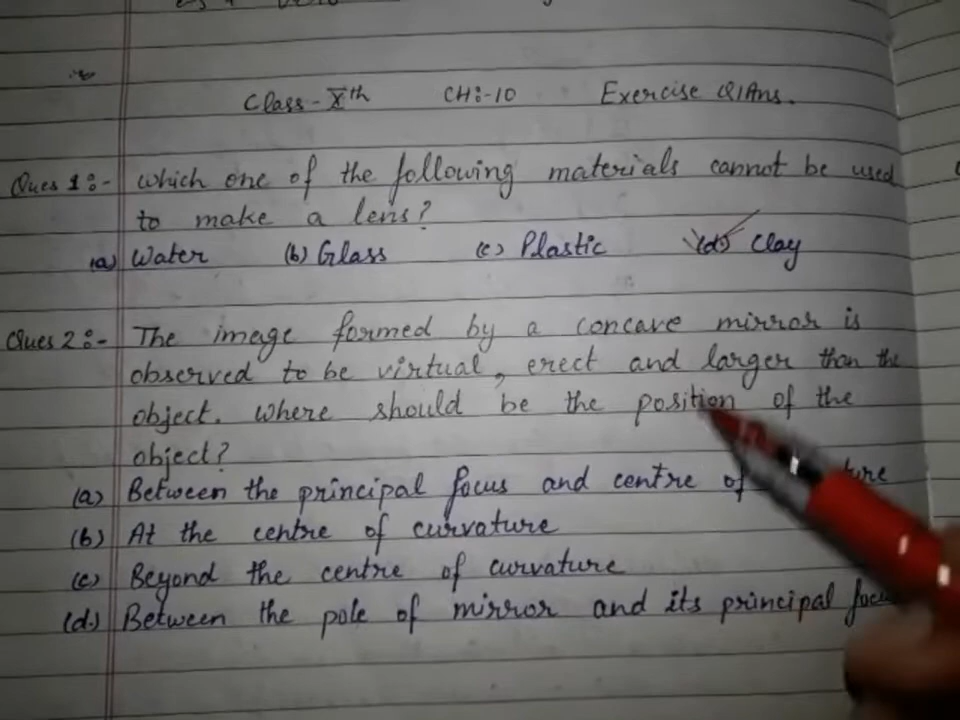 Class - Xth CH:-10 Exercise Q/Ans.
Ques 1:- Which one of the following materials cannot be used
to make a lens?
(a) Water (b) Glass (c) Plastic (d) Clay
Ques 2:- The image formed by a concave mirror is
observed to be virtual, erect and larger than the
object. Where should be the position of the
object?
(a) Between the principal focus and centre of
(b) At the centre of curvature
(c) Beyond the centre of curvature
(d) Between the pole of mirror and its principal